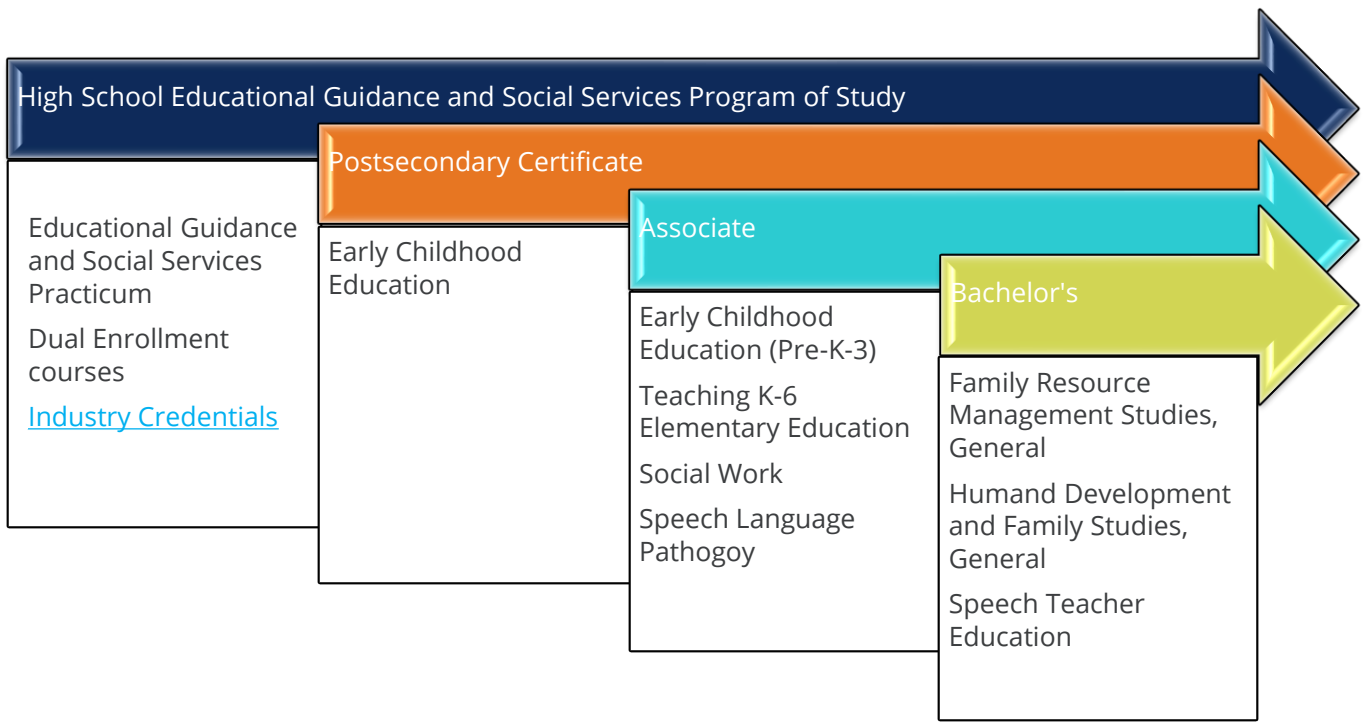 High School Educational Guidance and Social Services Program of Study
Educational Guidance
and Social Services
Practicum
Dual Enrollment
courses
Industry Credentials
Postsecondary Certificate
Early Childhood
Education
Associate
Early Childhood
Education (Pre-K-3)
Teaching K-6
Elementary Education
Social Work
Speech Language
Pathogoy
Bachelor's
Family Resource
Management Studies,
General
Humand Development
and Family Studies,
General
Speech Teacher
Education